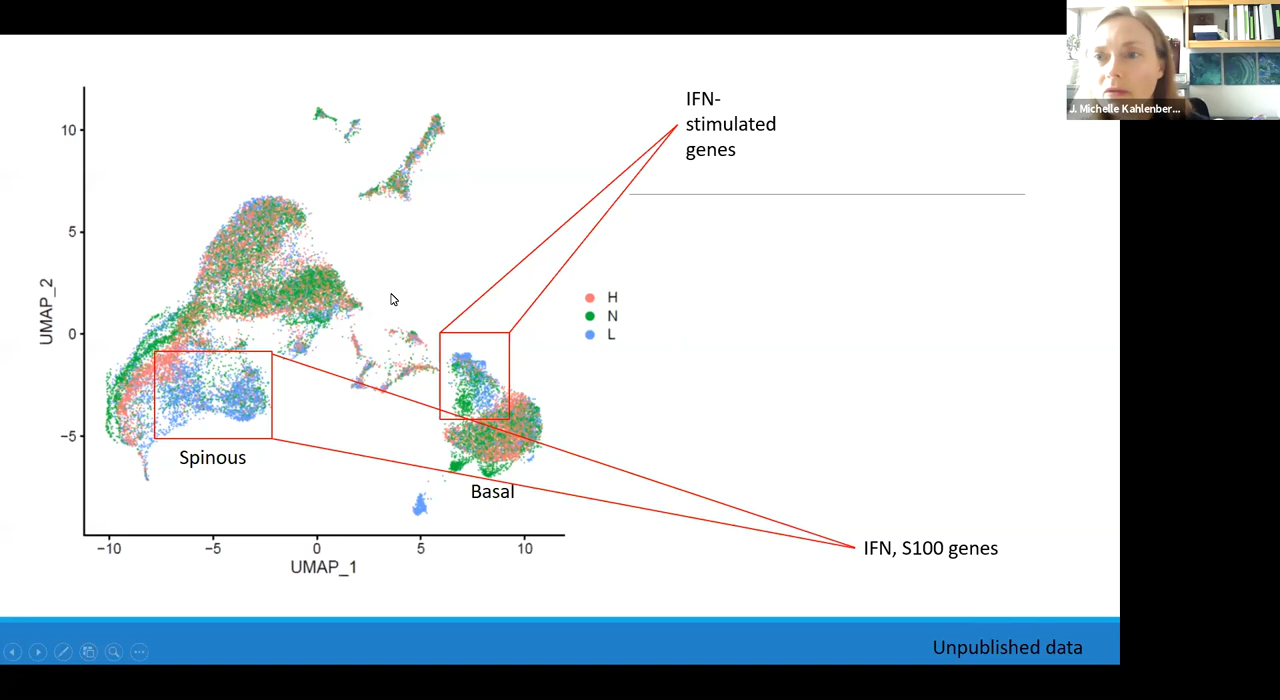 J. Michelle Kahlenber...
IFN-
stimulated
genes
10
5
0
−5
UMAP_2
H
N
L
Spinous
Basal
IFN, S100 genes
−10
−5
0
5
10
UMAP_1
Unpublished data